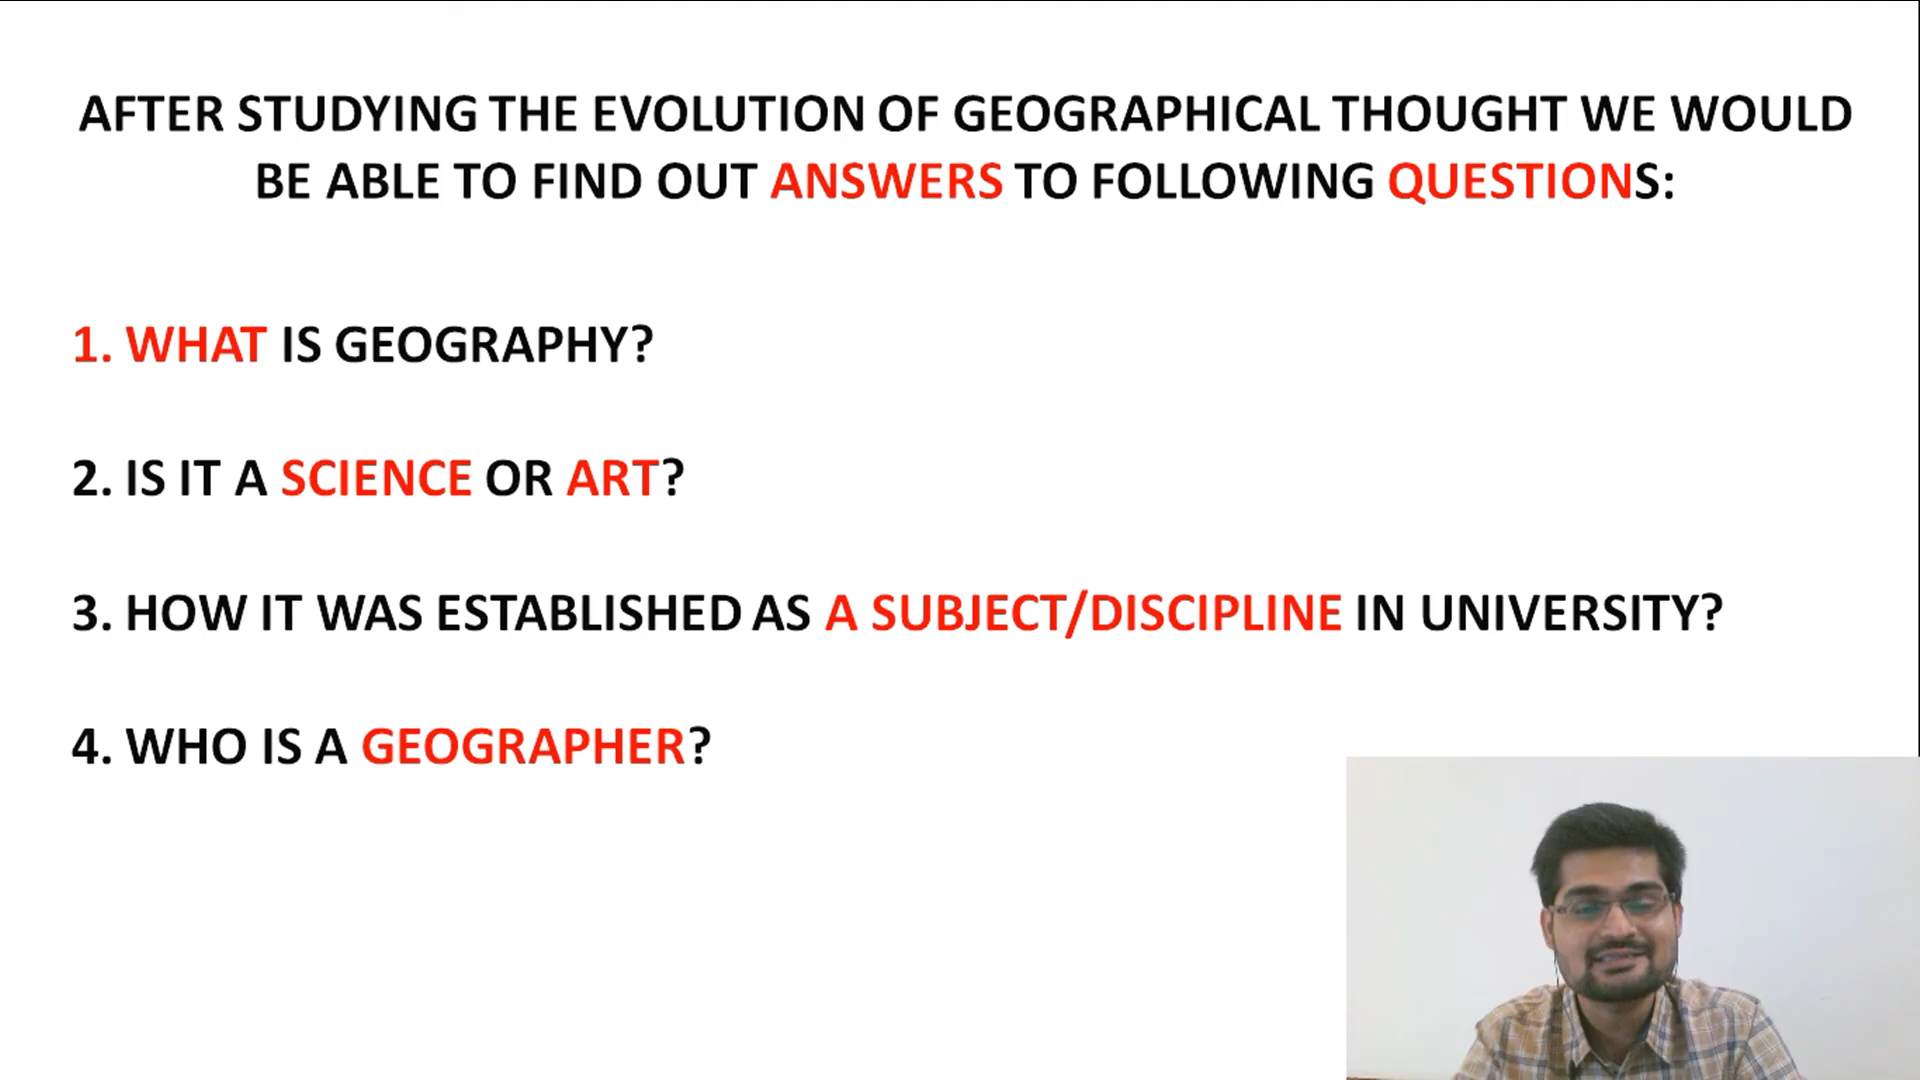 AFTER STUDYING THE EVOLUTION OF GEOGRAPHICAL THOUGHT WE WOULD
BE ABLE TO FIND OUT ANSWERS TO FOLLOWING QUESTIONS:
1. WHAT IS GEOGRAPHY?
2. IS IT A SCIENCE OR ART?
3. HOW IT WAS ESTABLISHED AS A SUBJECT/DISCIPLINE IN UNIVERSITY?
4. WHO IS A GEOGRAPHER?